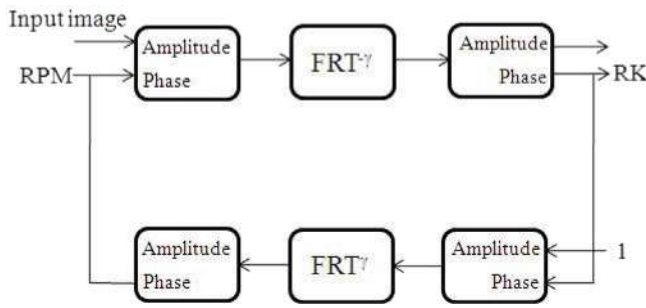 Input image
Amplitude
Phase
RPM
FRT-γ
Amplitude
Phase
RK
Amplitude
Phase
FRTγ
Amplitude
Phase
1